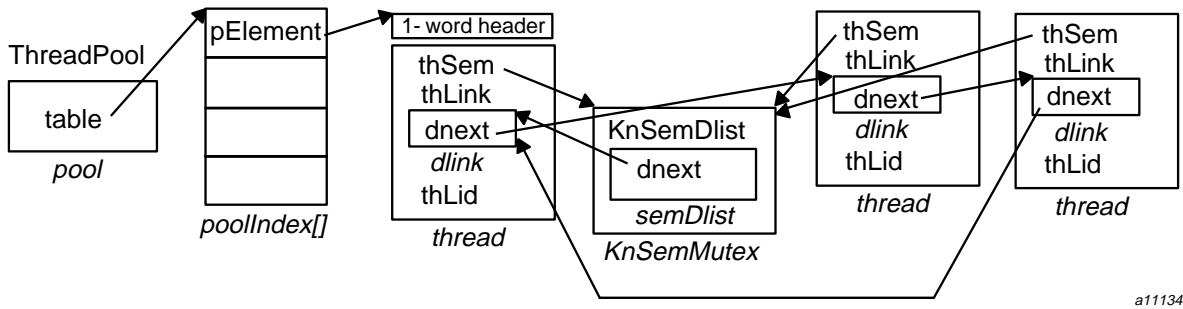 ThreadPool
table
pool
pElement
poolIndex[]
1- word header
thSem
thLink
dnext
dlink
thLid
thread
KnSemDlist
dnext
semDlist
KnSemMutex
thSem
thLink
dnext
dlink
thLid
thread
thSem
thLink
dnext
dlink
thLid
thread
a11134